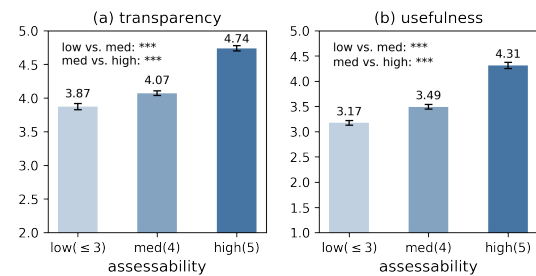 (a) transparency
5.0
4.5
4.0
3.5
3.0
2.5
2.0
low vs. med: ***
med vs. high: ***
3.87
4.07
4.74
low(≤3)
med(4)
high(5)
assessability
(b) usefulness
5.0
4.5
4.0
3.5
3.0
2.5
2.0
1.5
1.0
low vs. med: ***
med vs. high: ***
3.17
3.49
4.31
low(≤3)
med(4)
high(5)
assessability